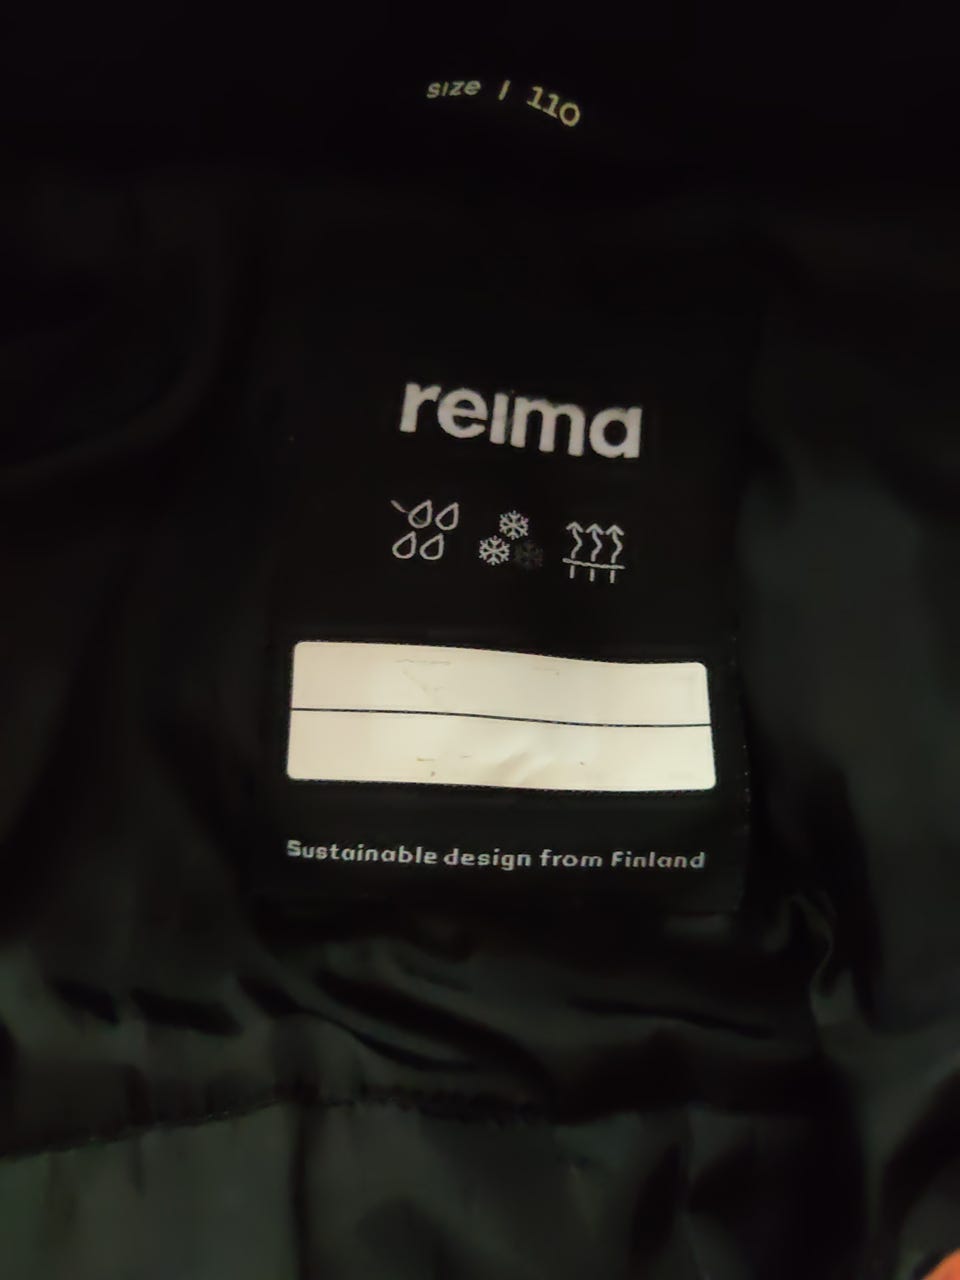 size / 110
reima
Sustainable design from Finland